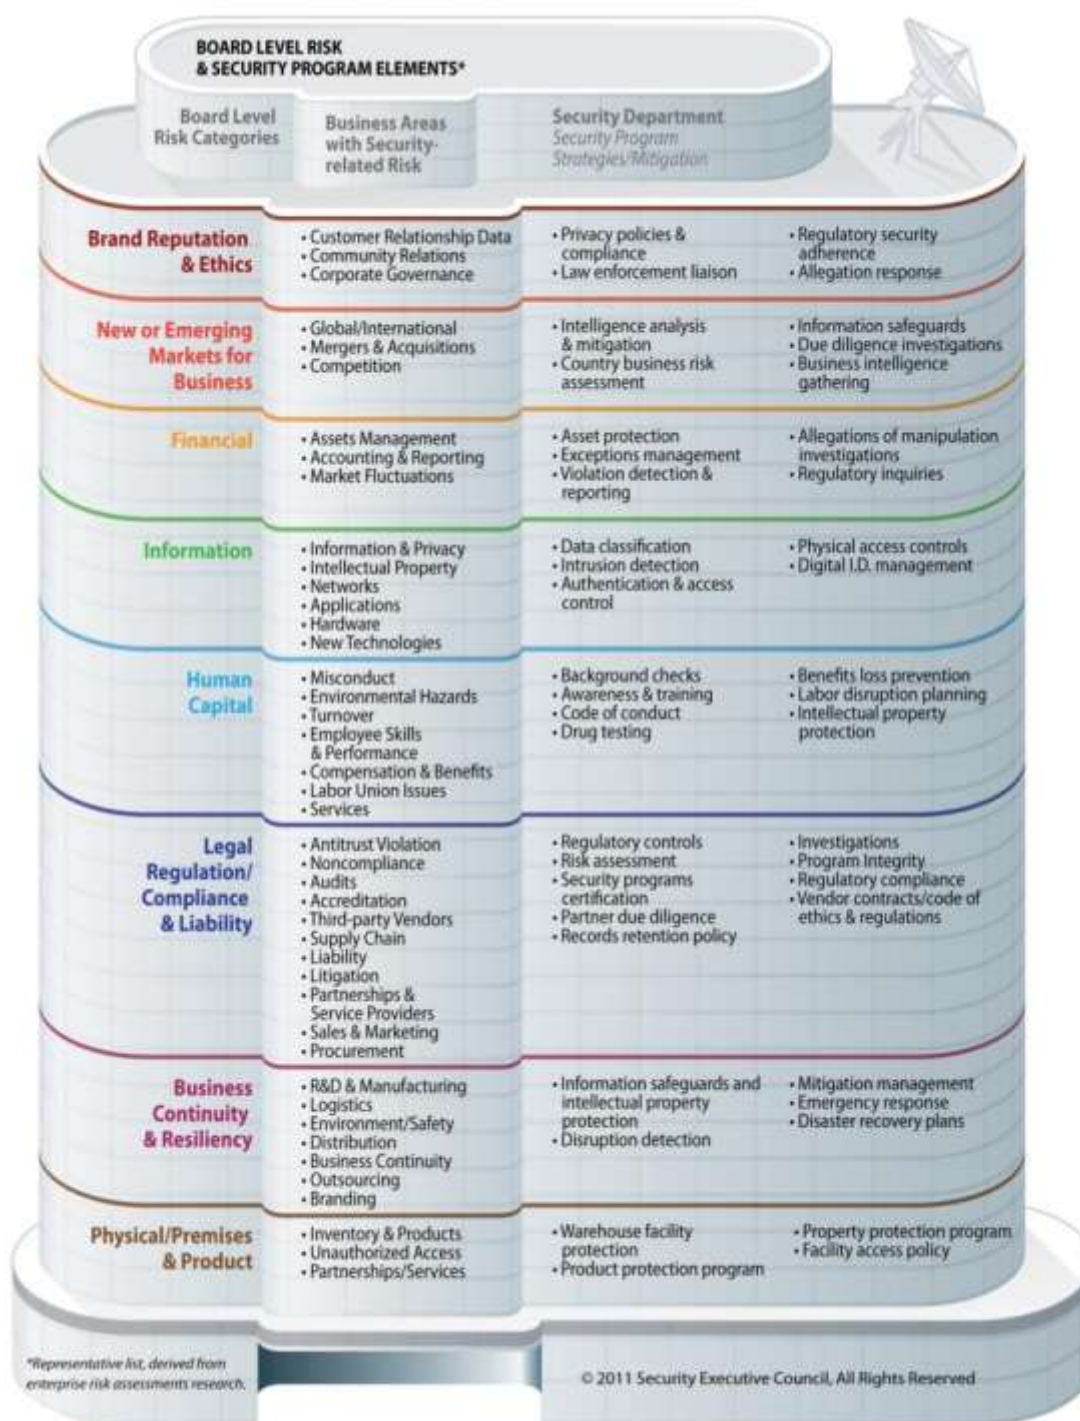 BOARD LEVEL RISK
& SECURITY PROGRAM ELEMENTS*
Board Level
Risk Categories
Business Areas
with Security-
related Risk
Security Department
Security Program
Strategies/Mitigation
Brand Reputation
& Ethics
• Customer Relationship Data
• Community Relations
• Corporate Governance
• Privacy policies &
compliance
• Law enforcement liaison
• Regulatory security
adherence
• Allegation response
New or Emerging
Markets for
Business
• Global/International
• Mergers & Acquisitions
• Competition
• Intelligence analysis
& mitigation
• Country business risk
assessment
• Information safeguards
• Due diligence investigations
• Business intelligence
gathering
Financial
• Assets Management
• Accounting & Reporting
• Market Fluctuations
• Asset protection
• Exceptions management
• Violation detection &
reporting
• Allegations of manipulation
investigations
• Regulatory inquiries
Information
• Information & Privacy
• Intellectual Property
• Networks
• Applications
• Hardware
• New Technologies
• Data classification
• Intrusion detection
• Authentication & access
control
• Physical access controls
• Digital I.D. management
Human
Capital
• Misconduct
• Environmental Hazards
• Turnover
• Employee Skills
& Performance
• Compensation & Benefits
• Labor Union Issues
• Services
• Background checks
• Awareness & training
• Code of conduct
• Drug testing
• Benefits loss prevention
• Labor disruption planning
• Intellectual property
protection
Legal
Regulation/
Compliance
& Liability
• Antitrust Violation
• Noncompliance
• Audits
• Accreditation
• Third-party Vendors
• Supply Chain
• Liability
• Litigation
• Partnerships &
Service Providers
• Sales & Marketing
• Procurement
• Regulatory controls
• Risk assessment
• Security programs
certification
• Partner due diligence
• Records retention policy
• Investigations
• Program Integrity
• Regulatory compliance
• Vendor contracts/code of
ethics & regulations
Business
Continuity
& Resiliency
• R&D & Manufacturing
• Logistics
• Environment/Safety
• Distribution
• Business Continuity
• Outsourcing
• Branding
• Information safeguards and
intellectual property
protection
• Disruption detection
• Mitigation management
• Emergency response
• Disaster recovery plans
Physical/Premises
& Product
• Inventory & Products
• Unauthorized Access
• Partnerships/Services
• Warehouse facility
protection
• Product protection program
• Property protection program
• Facility access policy
*Representative list, derived from
enterprise risk assessments research.
© 2011 Security Executive Council, All Rights Reserved